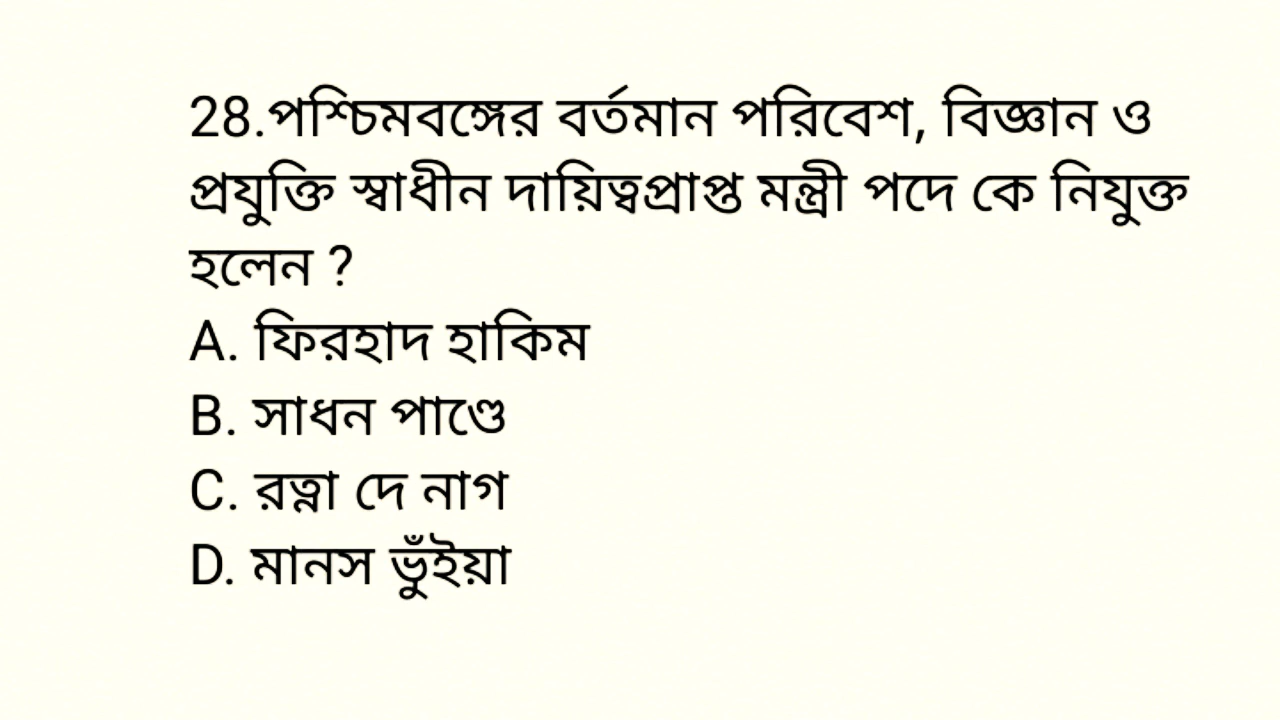 28.পশ্চিমবঙ্গের বর্তমান পরিবেশ, বিজ্ঞান ও
প্রযুক্তি স্বাধীন দায়িত্বপ্রাপ্ত মন্ত্রী পদে কে নিযুক্ত
হলেন ?
A. ফিরহাদ হাকিম
B. সাধন পাণ্ডে
C. রত্না দে নাগ
D. মানস ভুঁইয়া